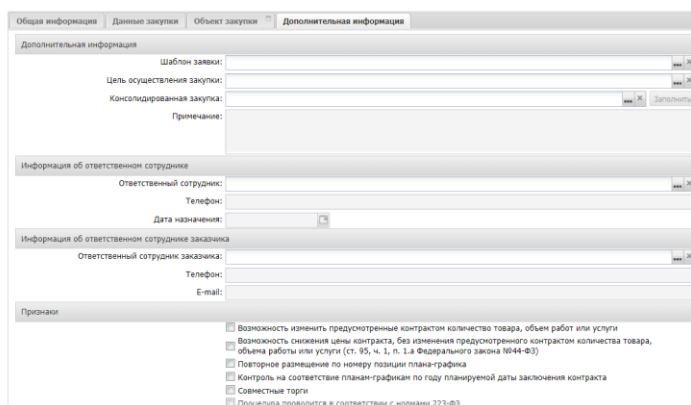 Общая информация Данные закупки Объект закупки Дополнительная информация
Дополнительная информация
Шаблон заявки:
Цель осуществления закупки:
Консолидированная закупка: Заполнить
Примечание:
Информация об ответственном сотруднике
Ответственный сотрудник:
Телефон:
Дата назначения:
Информация об ответственном сотруднике заказчика
Ответственный сотрудник заказчика:
Телефон:
E-mail:
Признаки
Возможность изменить предусмотренные контрактом количество товара, объем работ или услуги
Возможность снижения цены контракта, без изменения предусмотренного контрактом количества товара,
объема работы или услуги (ст. 95, ч. 1, п. 1.а Федерального закона №44-ФЗ)
Повторное размещение по номеру позиции плана-графика
Контроль на соответствие планам-графикам по году планируемой даты заключения контракта
Совместные торги
Процедура проводится в соответствии с нормами 223-ФЗ